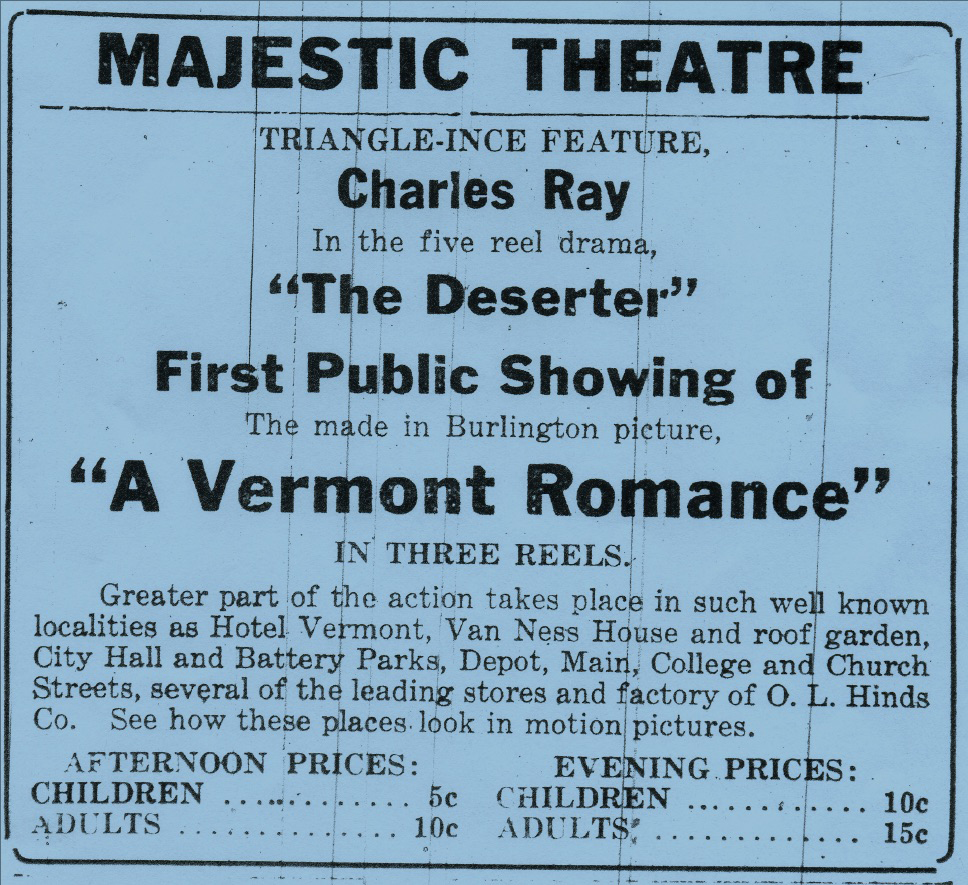 MAJESTIC THEATRE
TRIANGLE-INCE FEATURE,
Charles Ray
In the five reel drama,
“The Deserter”
First Public Showing of
The made in Burlington picture,
“A Vermont Romance”
IN THREE REELS.
Greater part of the action takes place in such well known
localities as Hotel Vermont, Van Ness House and roof garden,
City Hall and Battery Parks, Depot, Main, College and Church
Streets, several of the leading stores and factory of O. L. Hinds
Co. See how these places look in motion pictures.
AFTERNOON PRICES:
CHILDREN ............... 5c
ADULTS ................ 10c
EVENING PRICES:
CHILDREN ............. 10c
ADULTS ............... 15c